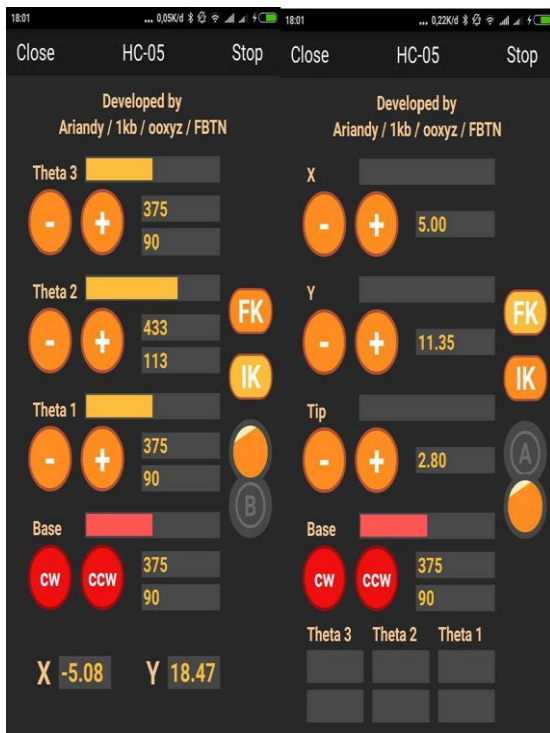 18:01 ... 0,05K/d
Close HC-05 Stop
Developed by
Ariandy / 1kb / ooxyz / FBTN
Theta 3
- + 375
90
Theta 2
FK
- + 433
113
IK
Theta 1
- + 375
90
B
Base
CW CCW 375
90
X -5.08 Y 18.47
18:01 ... 0,22K/d
Close HC-05 Stop
Developed by
Ariandy / 1kb / ooxyz / FBTN
X
- + 5.00
Y
FK
- + 11.35
IK
Tip
- + 2.80
A
Base
CW CCW 375
90
Theta 3 Theta 2 Theta 1